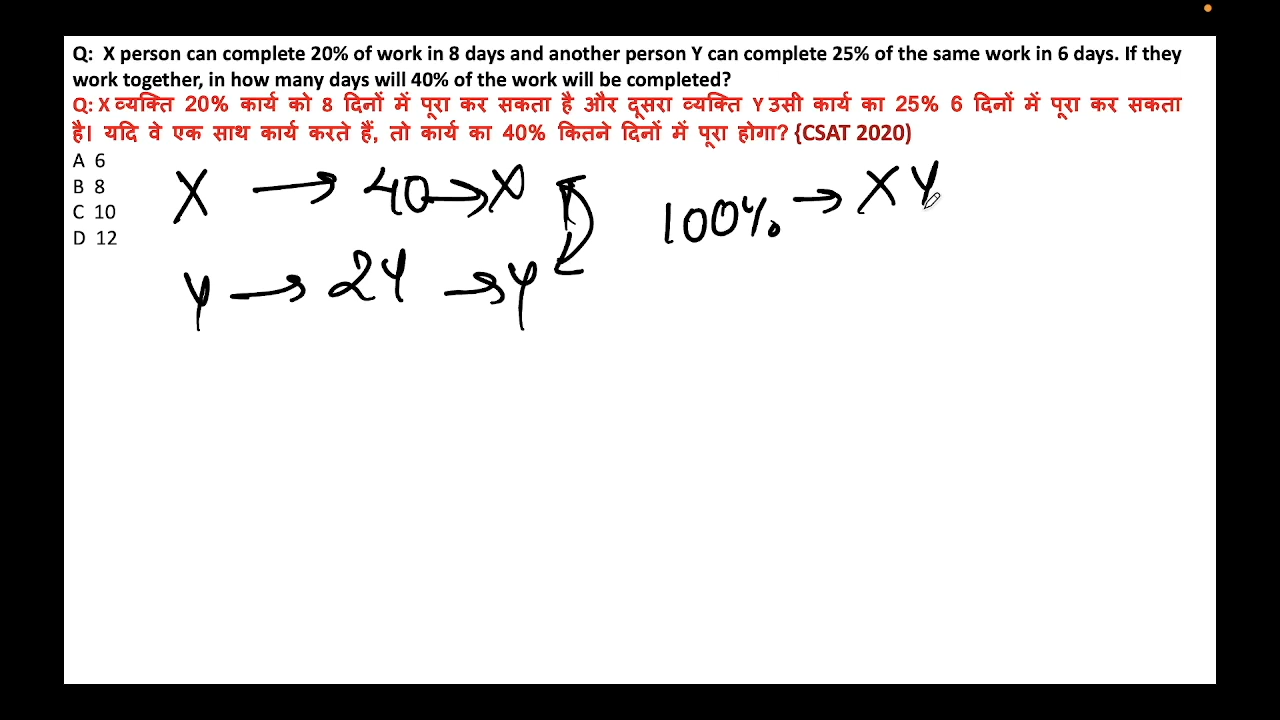 Q: X person can complete 20% of work in 8 days and another person Y can complete 25% of the same work in 6 days. If they
work together, in how many days will 40% of the work will be completed?
Q: X व्यक्ति 20% कार्य को 8 दिनों में पूरा कर सकता है और दूसरा व्यक्ति Y उसी कार्य का 25% 6 दिनों में पूरा कर सकता
है। यदि वे एक साथ कार्य करते हैं, तो कार्य का 40% कितने दिनों में पूरा होगा? {CSAT 2020)
A 6
B 8
C 10
D 12
X → 40 → X
100% → X Y
Y → 24 → Y